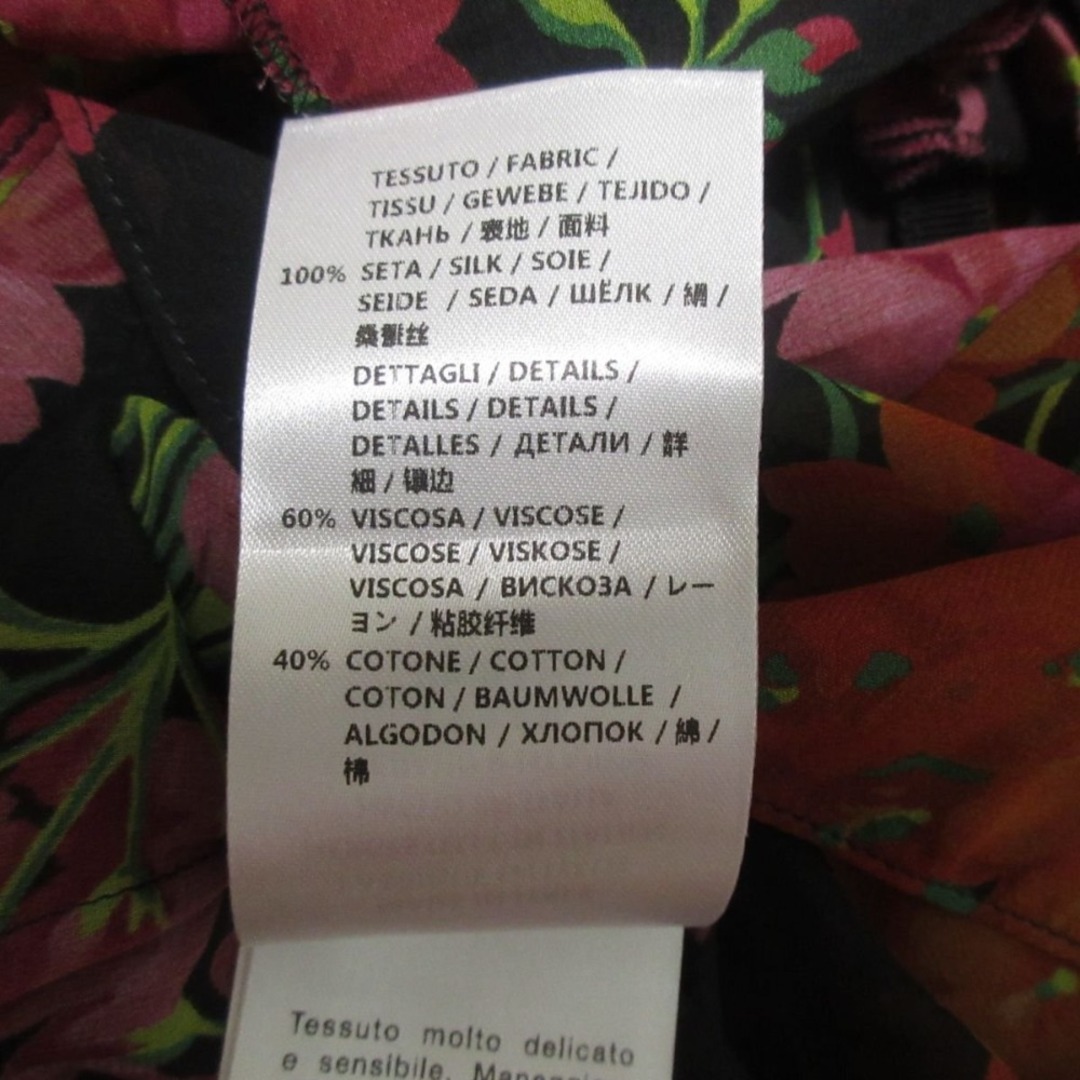 TESSUTO / FABRIC /
TISSU / GEWEBE / TEJIDO /
ТКАНЬ / 表地 / 面料
100% SETA / SILK / SOIE /
SEIDE / SEDA / ШЁЛК / 絹 /
桑蚕丝
DETTAGLI / DETAILS /
DETAILS / DETAILS /
DETALLES / ДЕТАЛИ / 詳
細 / 镶边
60% VISCOSA / VISCOSE /
VISCOSE / VISKOSE /
VISCOSA / ВИСКОЗА / レー
ヨン / 粘胶纤维
40% COTONE / COTTON /
COTON / BAUMWOLLE /
ALGODON / ХЛОПОК / 綿 /
棉
Tessuto molto delicato
e sensibile.